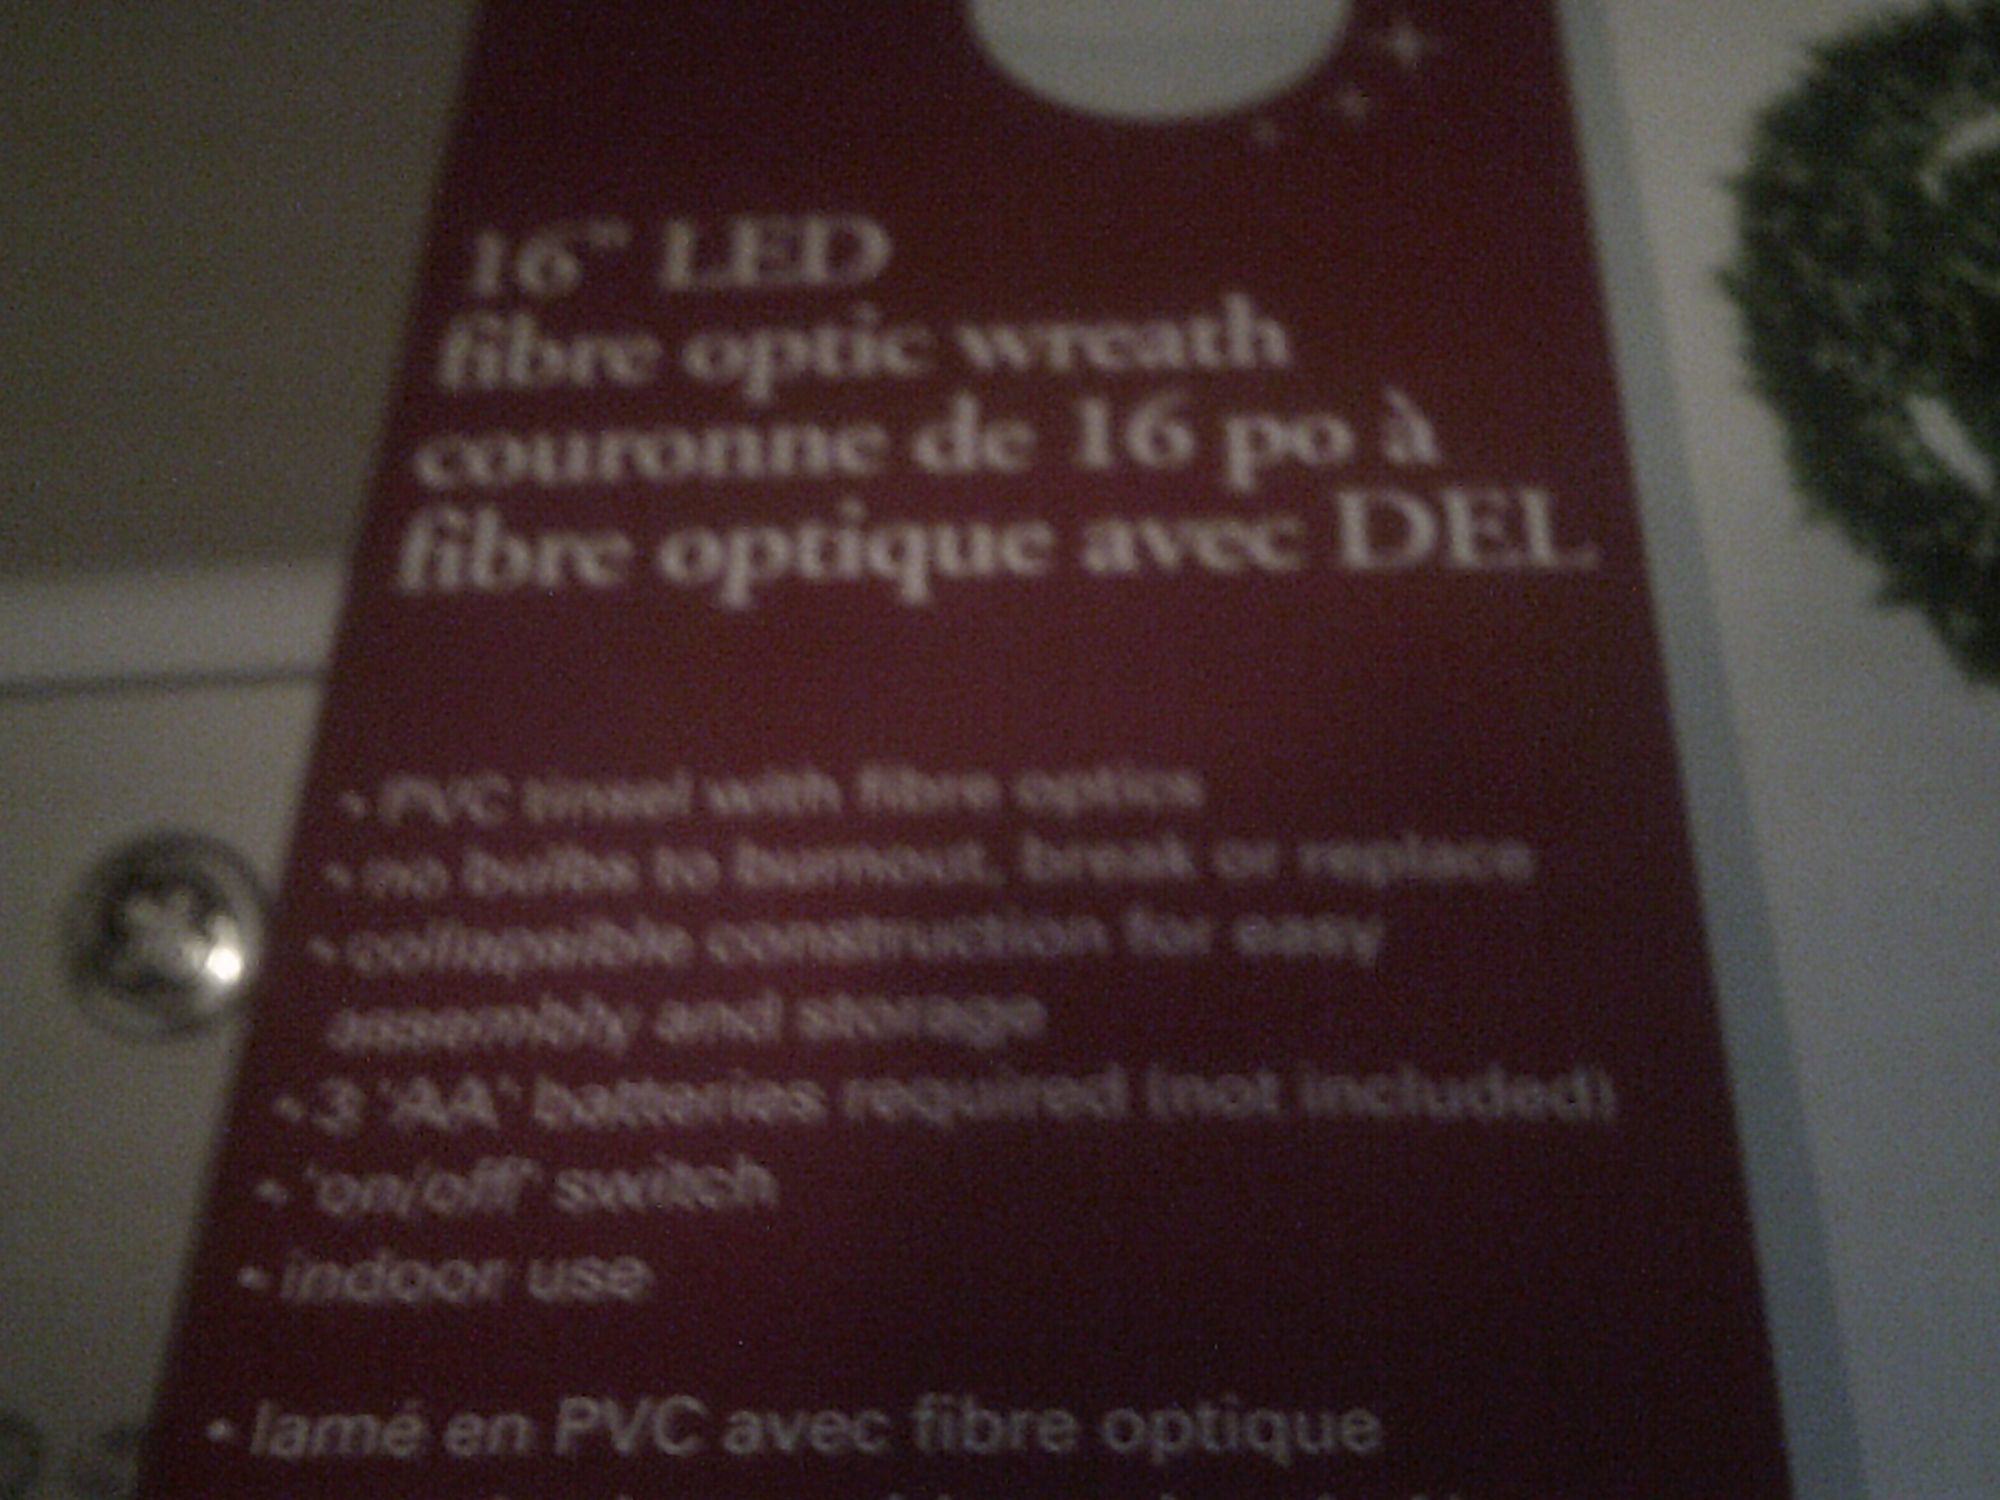 16" LED
fibre optic wreath
couronne de 16 po à
fibre optique avec DEL
• PVC tinsel with fibre optics
• no bulbs to burnout, break or replace
• collapsible construction for easy
assembly and storage
• 3 'AA' batteries required (not included)
• 'on/off' switch
• indoor use
• lamé en PVC avec fibre optique